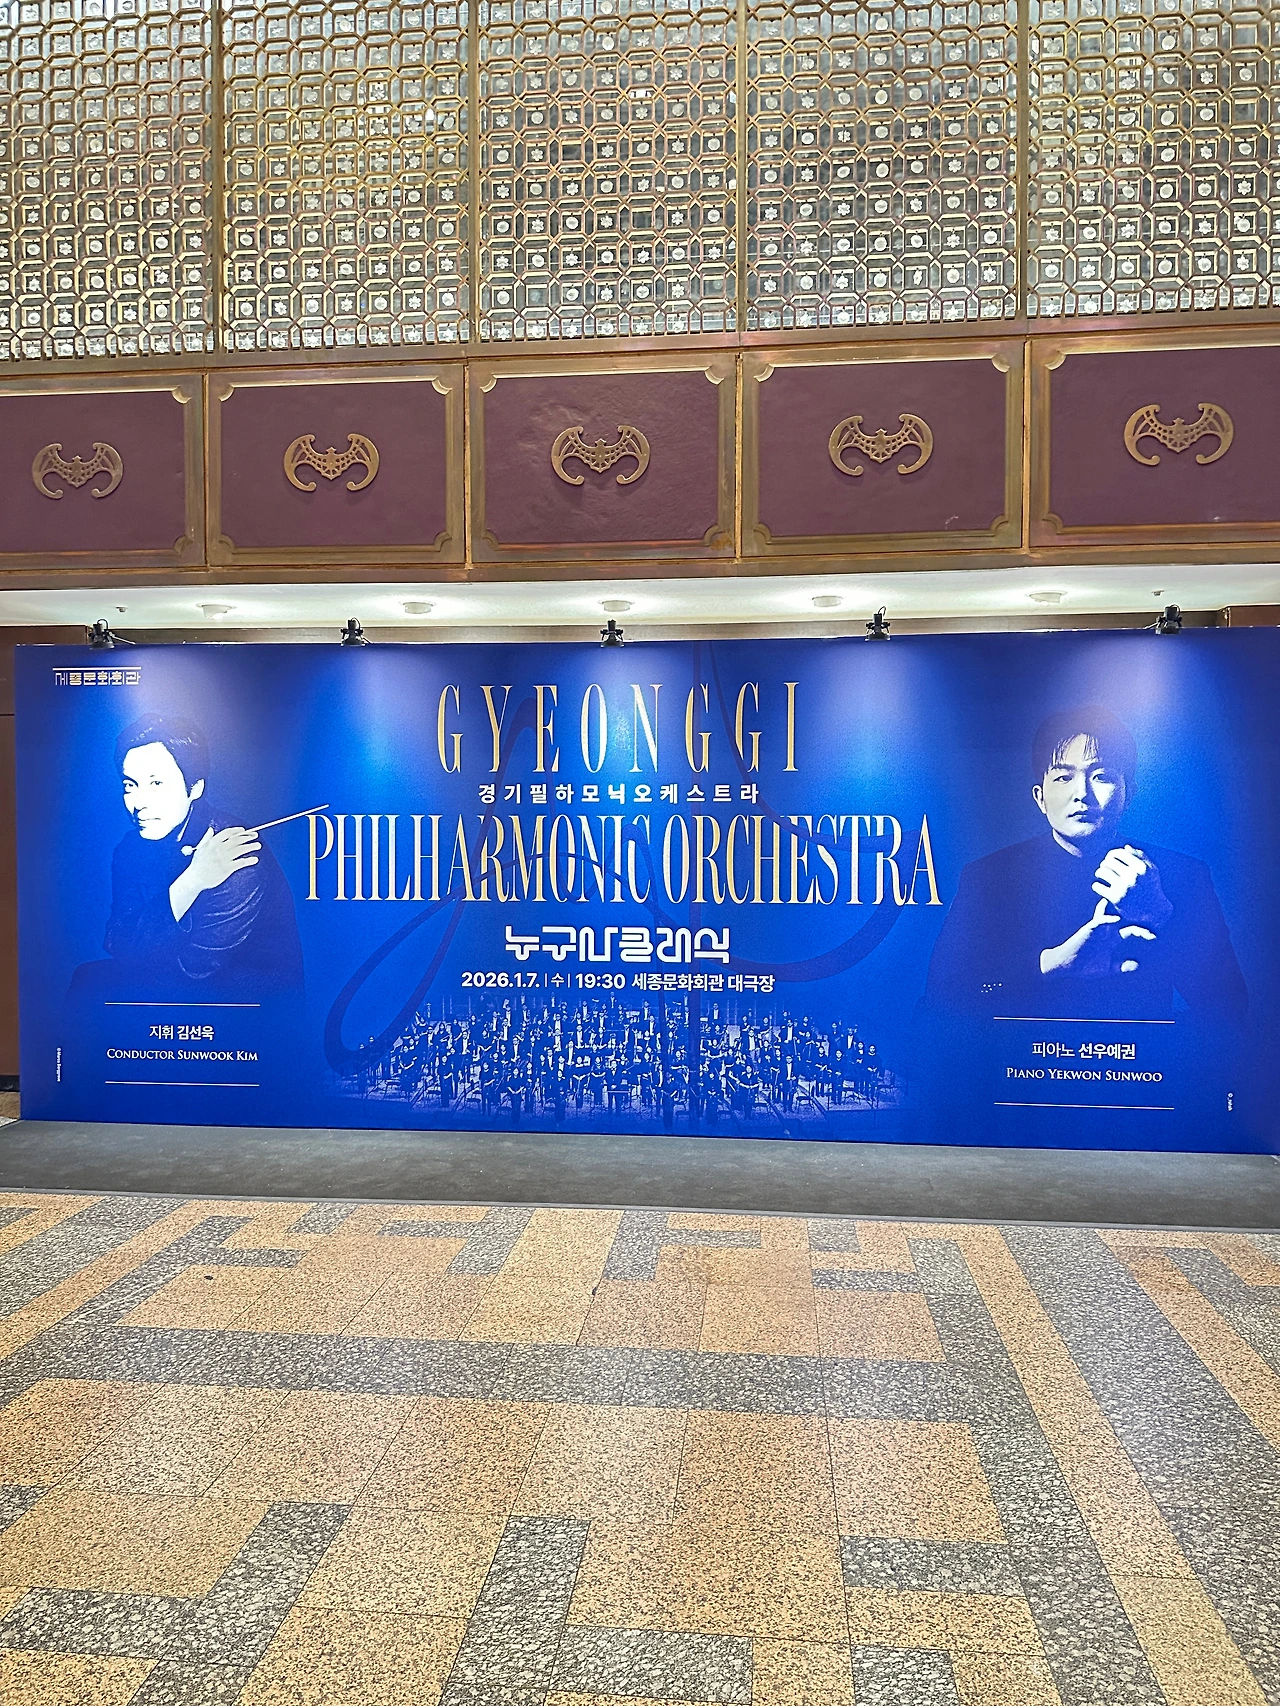 세종문화회관
GYEONGGI
경기필하모닉오케스트라
PHILHARMONIC ORCHESTRA
누구나 클래식
2026.1.7. | 수 | 19:30 세종문화회관 대극장
지휘 김선욱
CONDUCTOR SUNWOOK KIM
피아노 선우예권
PIANO YEKWON SUNWOO